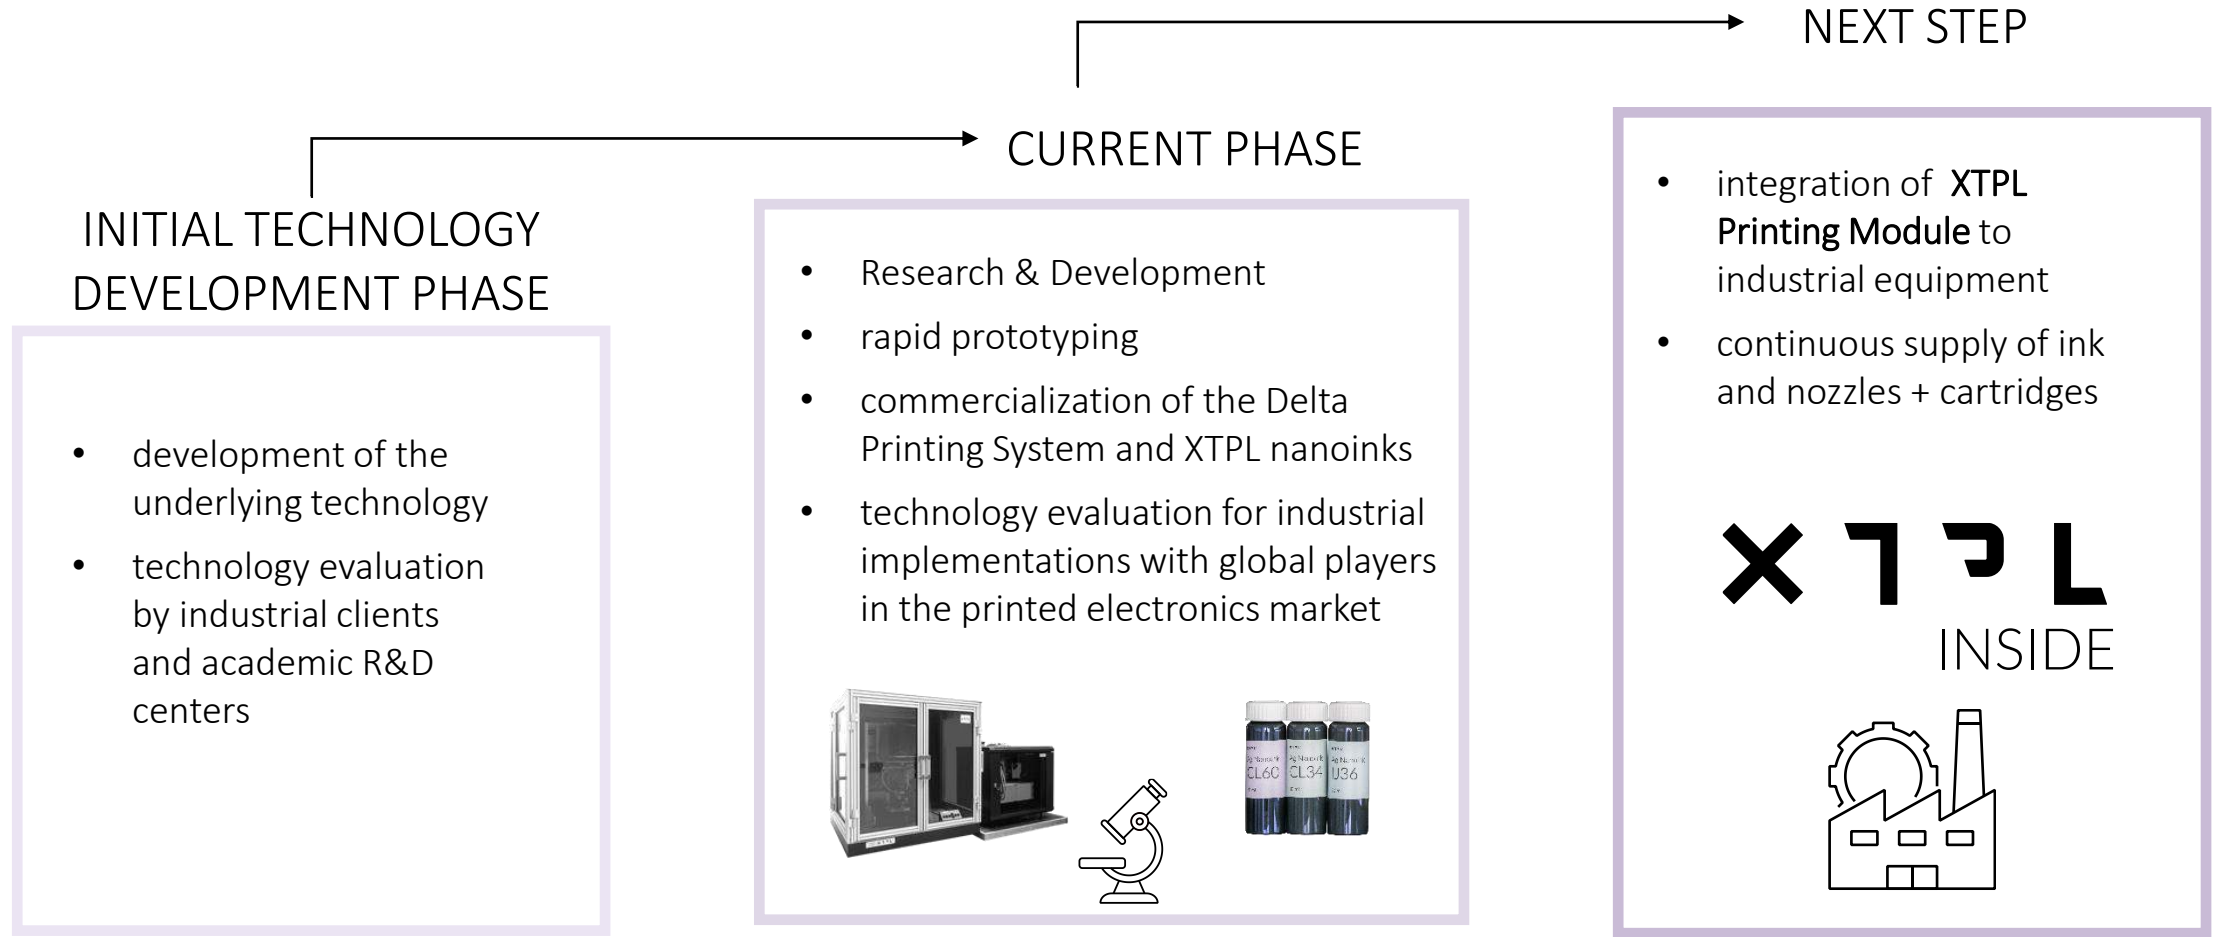 INITIAL TECHNOLOGY
DEVELOPMENT PHASE
• development of the
underlying technology
• technology evaluation
by industrial clients
and academic R&D
centers
CURRENT PHASE
• Research & Development
• rapid prototyping
• commercialization of the Delta
Printing System and XTPL nanoinks
• technology evaluation for industrial
implementations with global players
in the printed electronics market
CL60
CL34
U36
NEXT STEP
• integration of XTPL
Printing Module to
industrial equipment
• continuous supply of ink
and nozzles + cartridges
XTPL
INSIDE